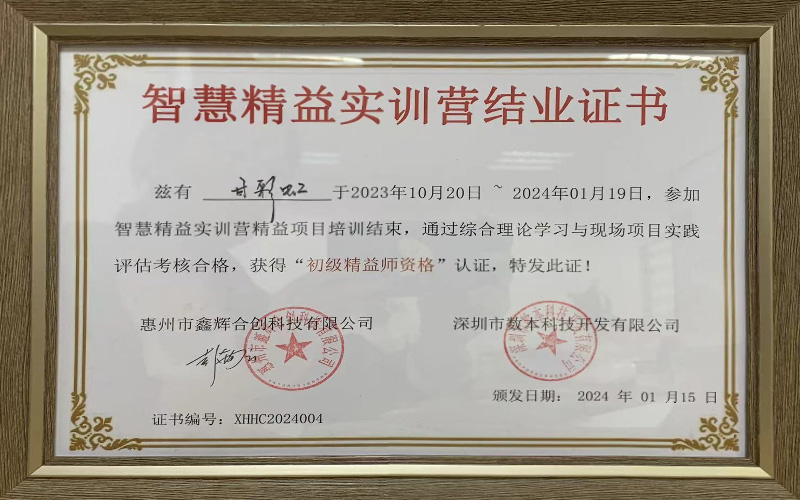 智慧精益实训营结业证书
兹有 甘彩虹 于2023年10月20日 ~ 2024年01月19日，参加
智慧精益实训营精益项目培训结束，通过综合理论学习与现场项目实践
评估考核合格，获得“初级精益师资格”认证，特发此证！
惠州市鑫辉合创科技有限公司
深圳市数本科技开发有限公司
颁发日期： 2024 年 01 月15 日
证书编号：XHHC2024004